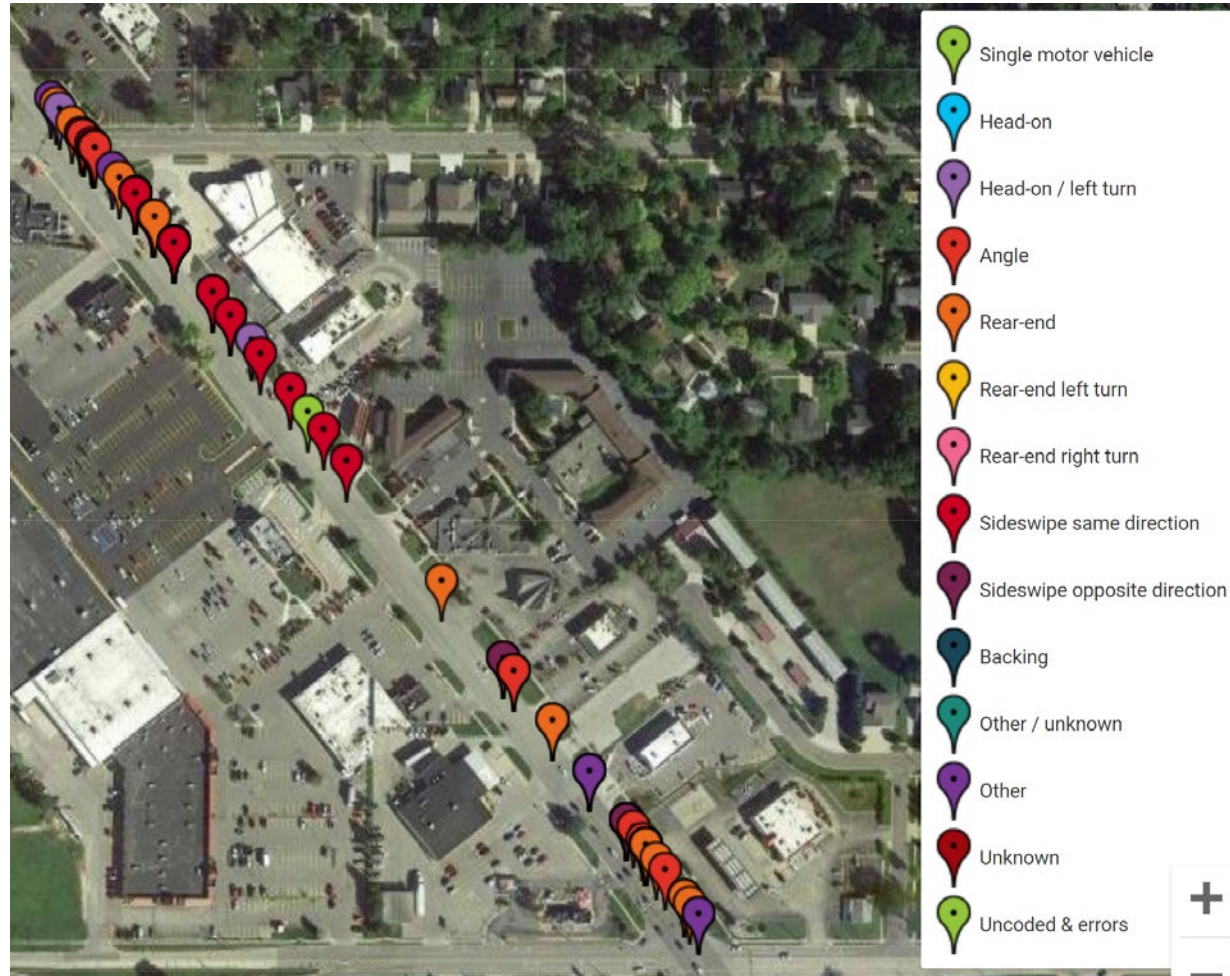 Single motor vehicle
Head-on
Head-on / left turn
Angle
Rear-end
Rear-end left turn
Rear-end right turn
Sideswipe same direction
Sideswipe opposite direction
Backing
Other / unknown
Other
Unknown
Uncoded & errors